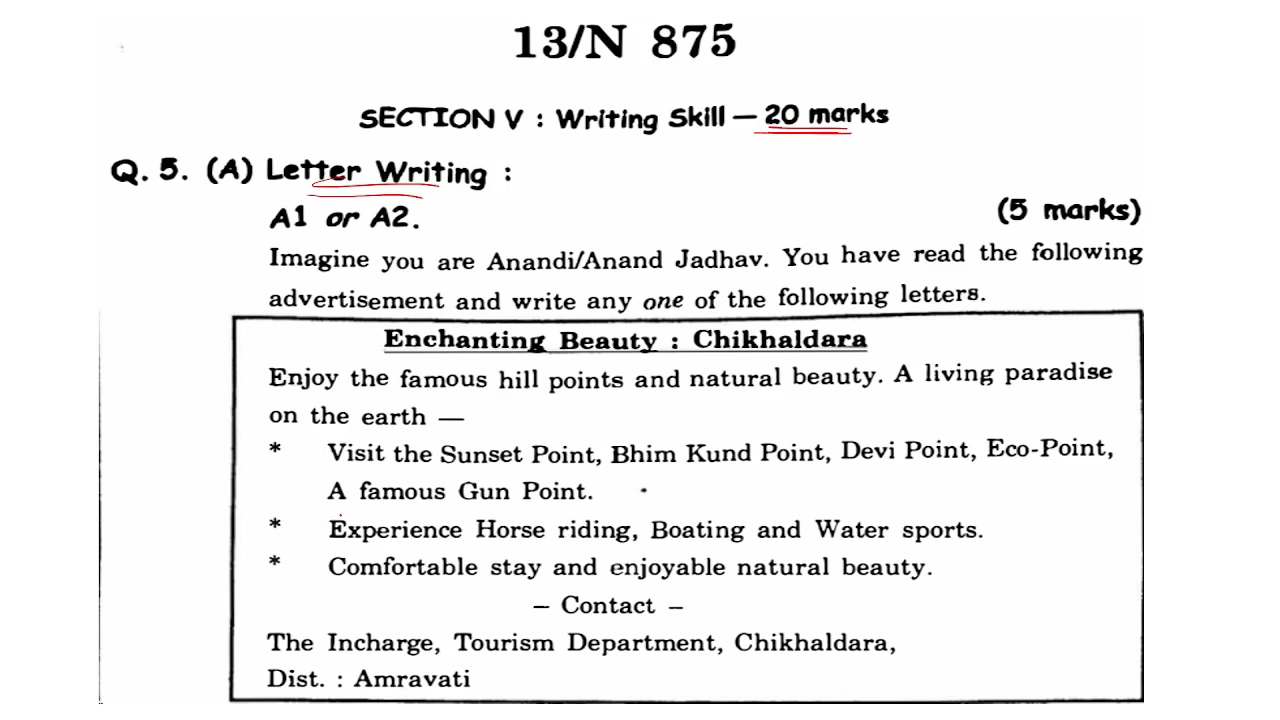 13/N 875
SECTION V : Writing Skill — 20 marks
Q. 5. (A) Letter Writing :
A1 or A2.
(5 marks)
Imagine you are Anandi/Anand Jadhav. You have read the following
advertisement and write any one of the following letters.
Enchanting Beauty : Chikhaldara
Enjoy the famous hill points and natural beauty. A living paradise
on the earth —
* Visit the Sunset Point, Bhim Kund Point, Devi Point, Eco-Point,
A famous Gun Point.
* Experience Horse riding, Boating and Water sports.
* Comfortable stay and enjoyable natural beauty.
– Contact –
The Incharge, Tourism Department, Chikhaldara,
Dist. : Amravati